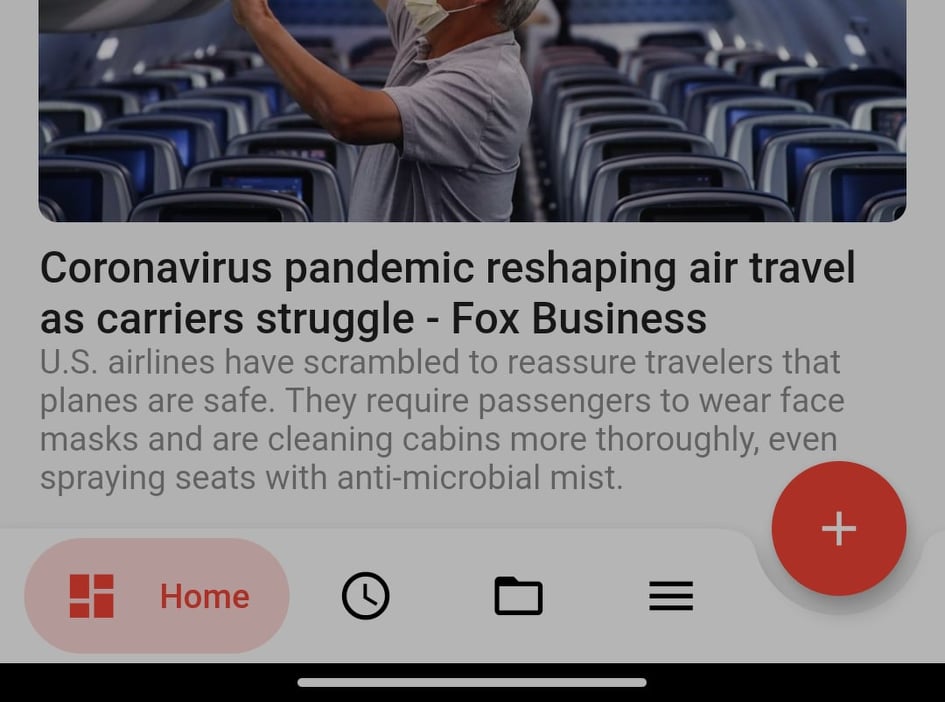 Coronavirus pandemic reshaping air travel
as carriers struggle - Fox Business
U.S. airlines have scrambled to reassure travelers that
planes are safe. They require passengers to wear face
masks and are cleaning cabins more thoroughly, even
spraying seats with anti-microbial mist.
Home